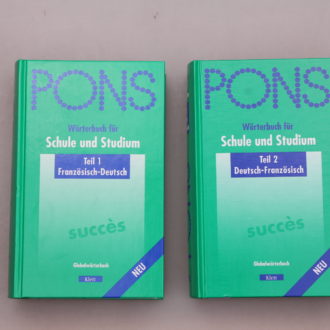 PONS
Wörterbuch für
Schule und Studium
Teil 1
Französisch-Deutsch
succès
Globalwörterbuch
Klett
NEU
PONS
Wörterbuch für
Schule und Studium
Teil 2
Deutsch-Französisch
succès
Globalwörterbuch
Klett
NEU